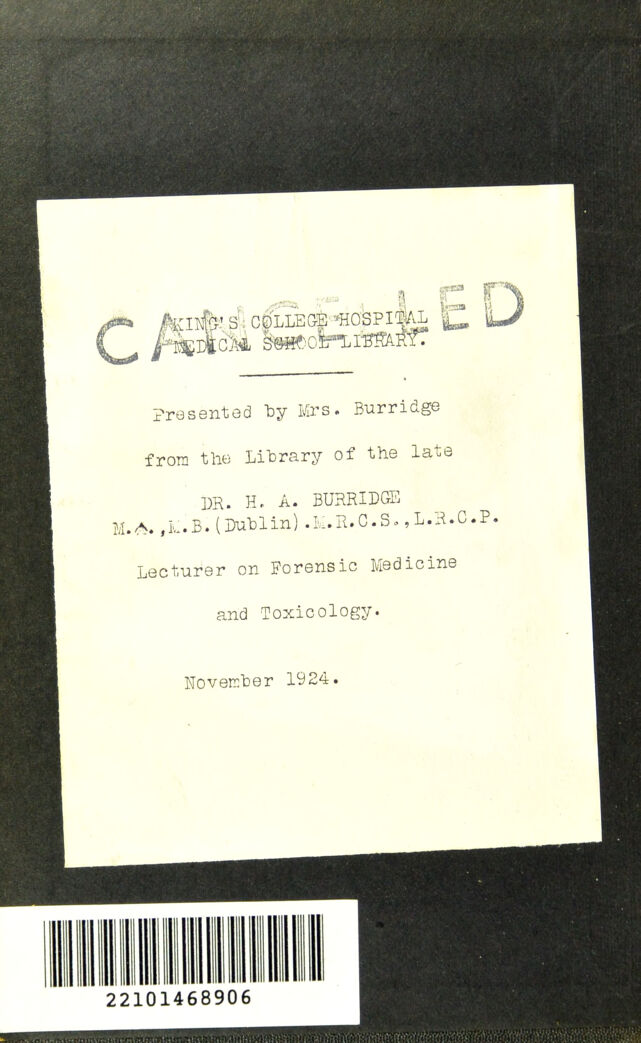 CANCELLED
KING'S COLLEGE HOSPITAL
MEDICAL SCHOOL LIBRARY.
Presented by Mrs. Burridge
from the Library of the late
DR. H. A. BURRIDGE
M.A.,M.B.(Dublin).M.R.C.S.,L.R.C.P.
Lecturer on Forensic Medicine
and Toxicology.
November 1924.
22101468906